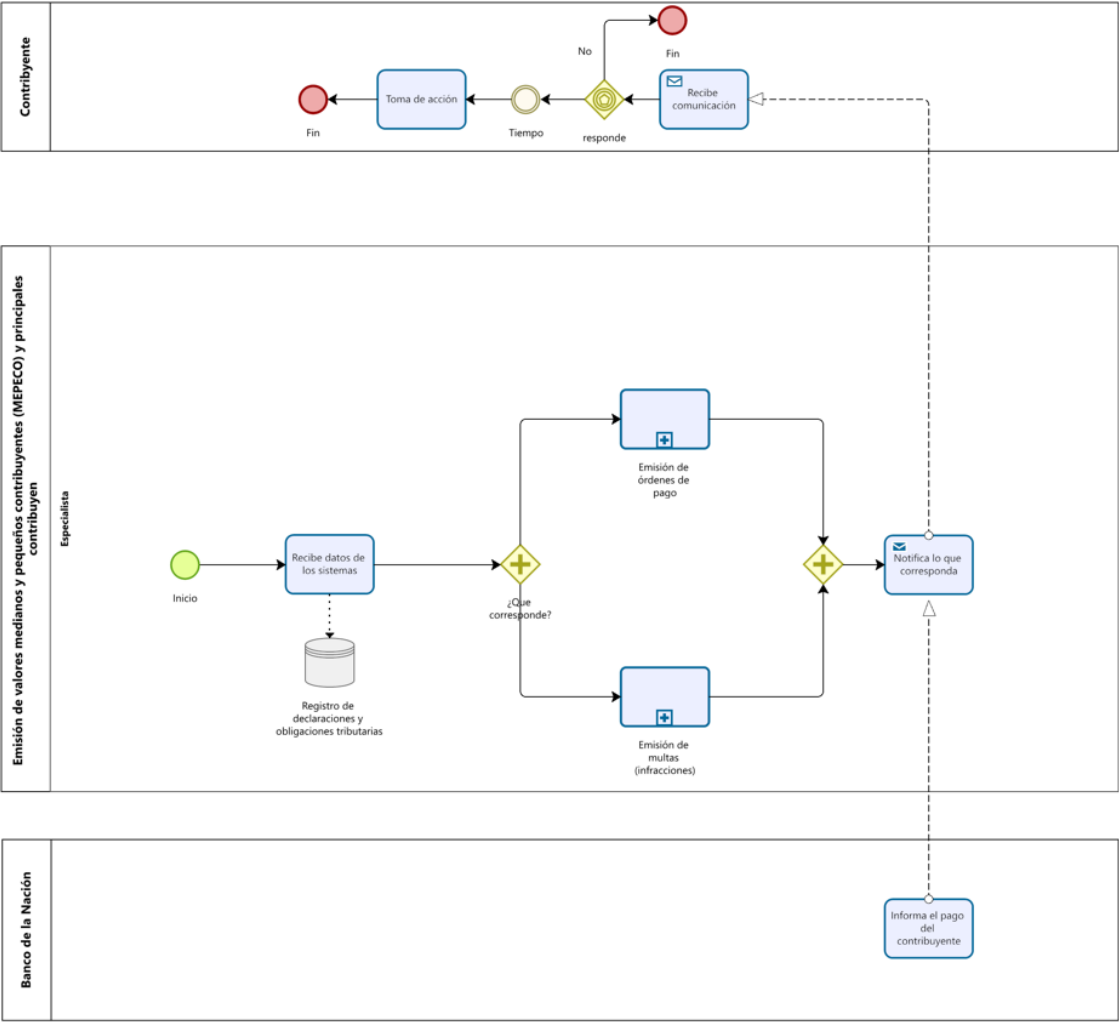 Contribyente
No
Fin
Recibe
comunicación
responde
Tiempo
Toma de acción
Fin
Emisión de valores medianos y pequeños contribuyentes (MEPECO) y principales
contribuyen
Especialista
Inicio
Recibe datos de
los sistemas
Registro de
declaraciones y
obligaciones tributarias
¿Que
corresponde?
Emisión de
órdenes de
pago
Emisión de
multas
(infracciones)
Notifica lo que
corresponda
Banco de la Nación
Informa el pago
del
contribuyente